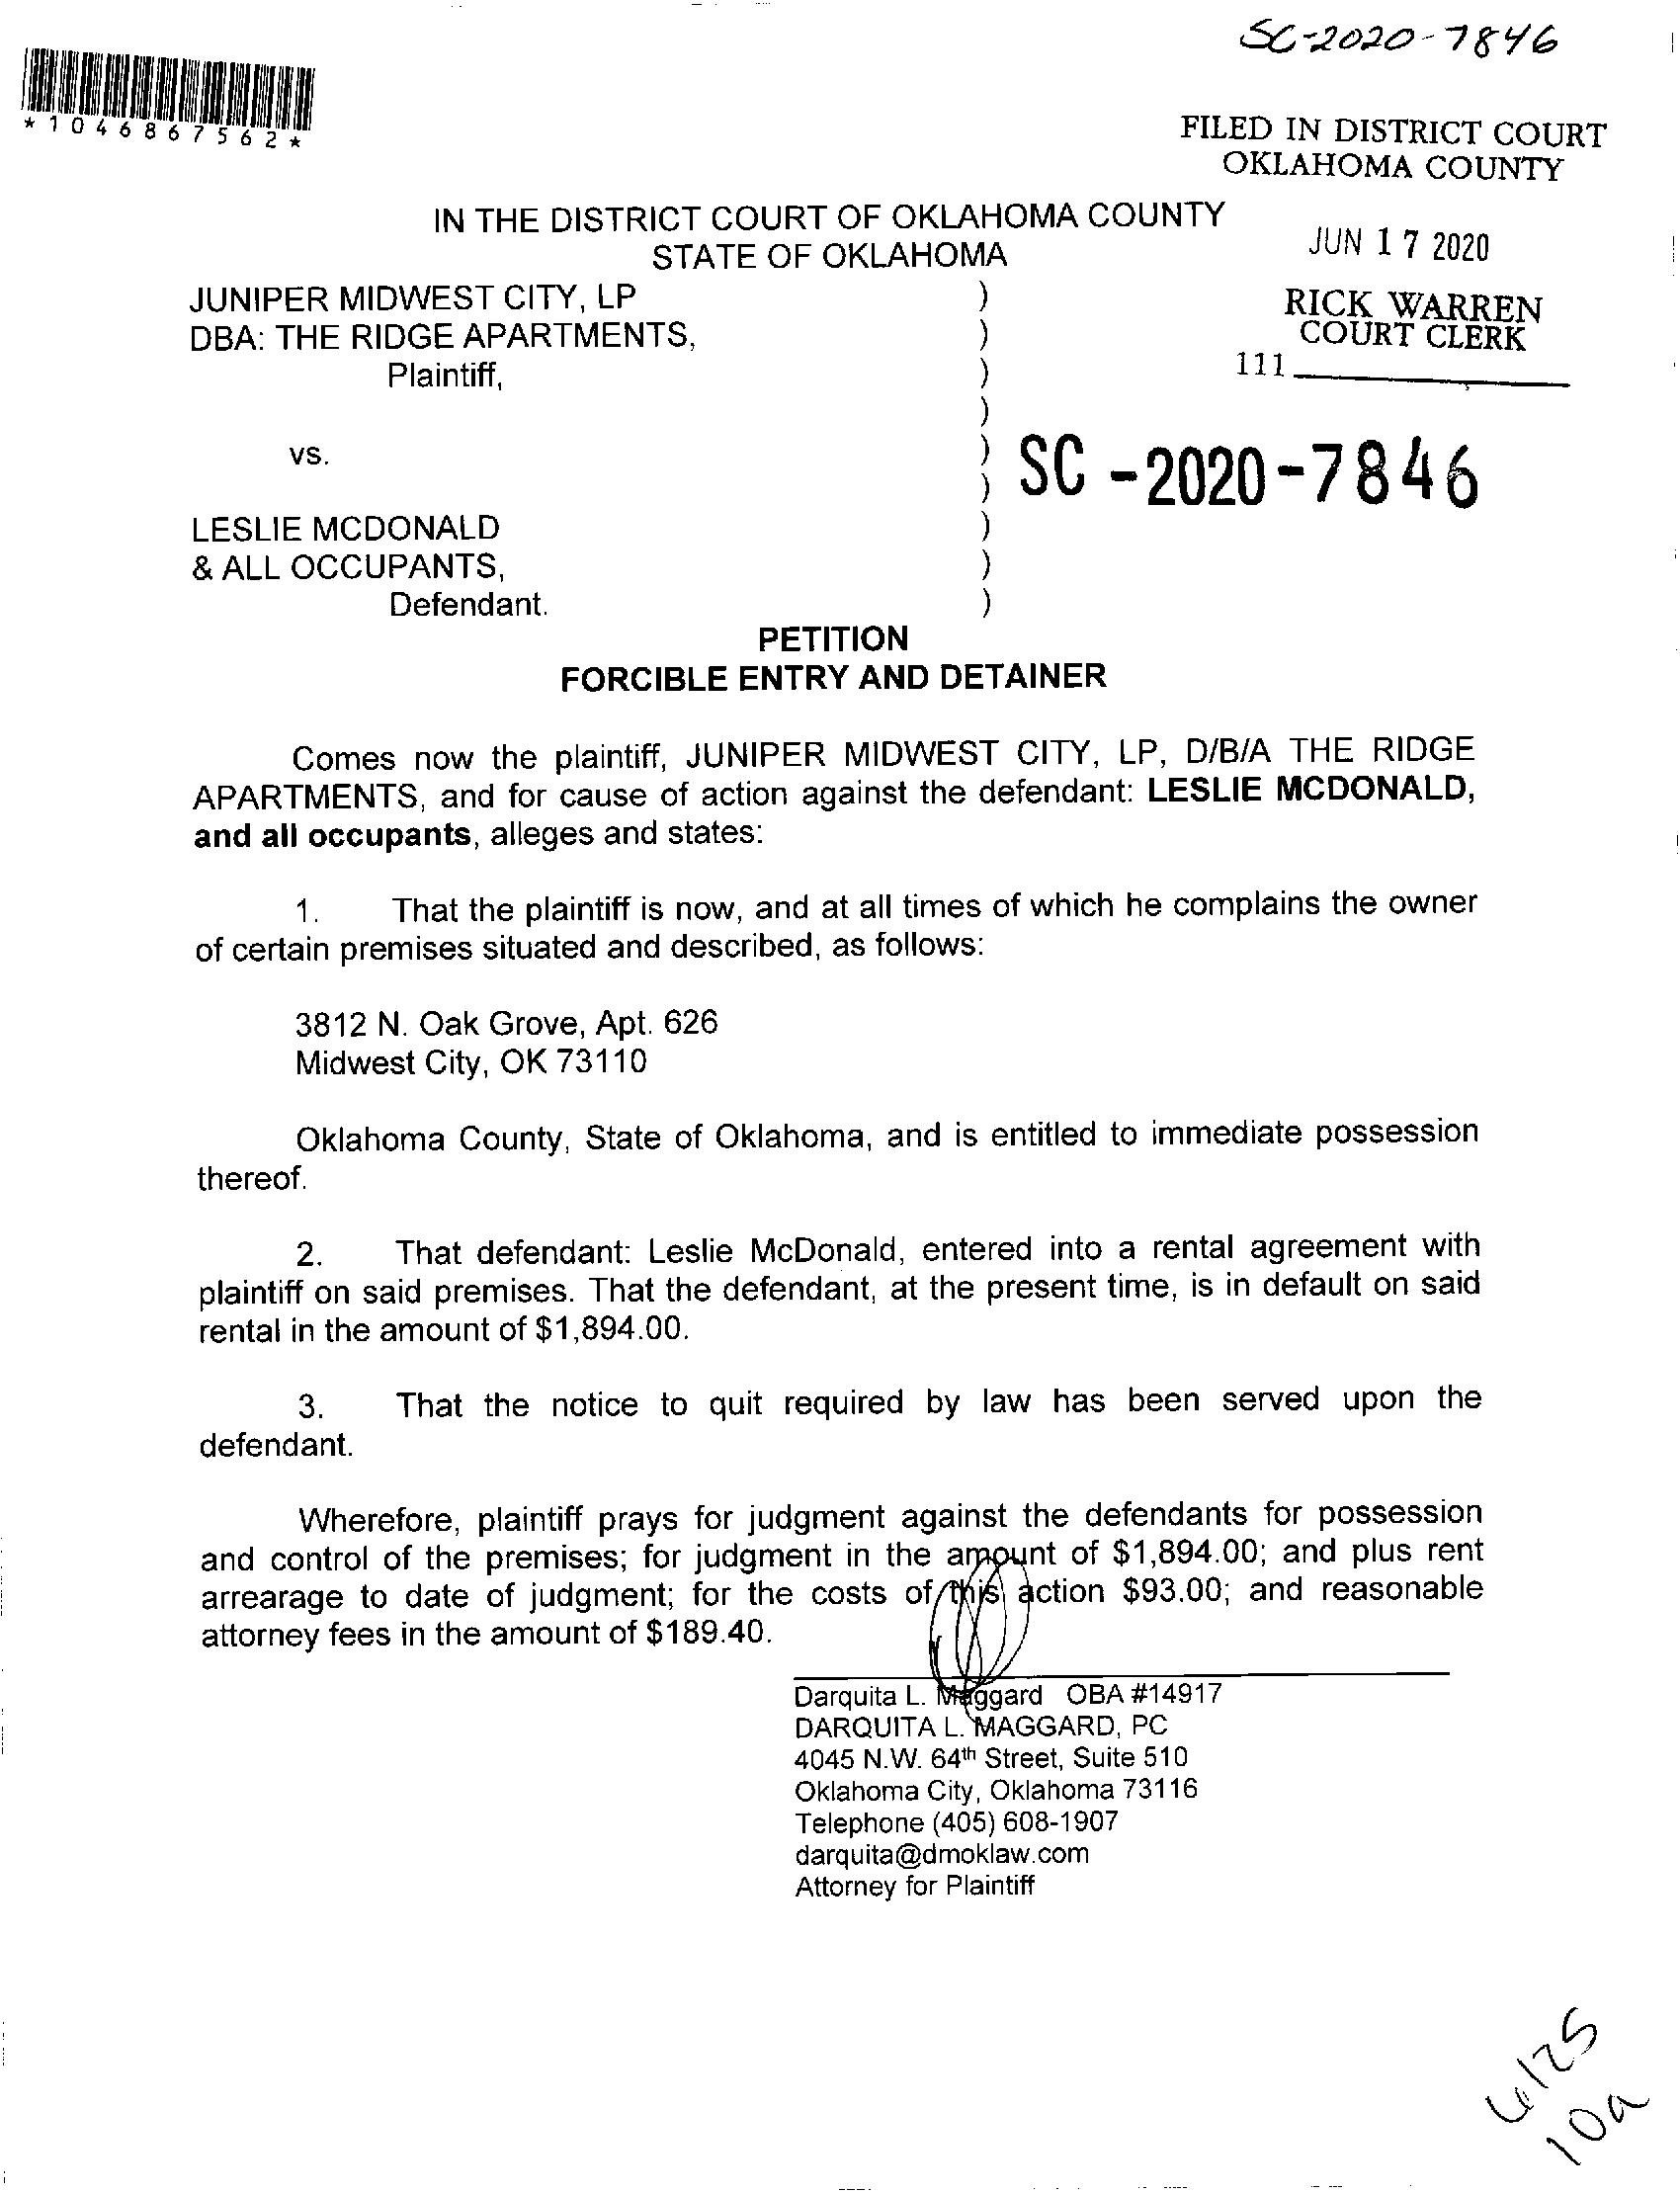 SC-2020-7846
*1046867562*
FILED IN DISTRICT COURT
OKLAHOMA COUNTY
IN THE DISTRICT COURT OF OKLAHOMA COUNTY
STATE OF OKLAHOMA
JUN 17 2020
JUNIPER MIDWEST CITY, LP )
DBA: THE RIDGE APARTMENTS, )
Plaintiff, )
)
vs. )
)
LESLIE MCDONALD )
& ALL OCCUPANTS, )
Defendant. )
RICK WARREN
COURT CLERK
111
SC -2020-7846
PETITION
FORCIBLE ENTRY AND DETAINER
Comes now the plaintiff, JUNIPER MIDWEST CITY, LP, D/B/A THE RIDGE
APARTMENTS, and for cause of action against the defendant: LESLIE MCDONALD,
and all occupants, alleges and states:
1. That the plaintiff is now, and at all times of which he complains the owner
of certain premises situated and described, as follows:
3812 N. Oak Grove, Apt. 626
Midwest City, OK 73110
Oklahoma County, State of Oklahoma, and is entitled to immediate possession
thereof.
2. That defendant: Leslie McDonald, entered into a rental agreement with
plaintiff on said premises. That the defendant, at the present time, is in default on said
rental in the amount of $1,894.00.
3. That the notice to quit required by law has been served upon the
defendant.
Wherefore, plaintiff prays for judgment against the defendants for possession
and control of the premises; for judgment in the amount of $1,894.00; and plus rent
arrearage to date of judgment; for the costs of this action $93.00; and reasonable
attorney fees in the amount of $189.40.
Darquita L. Maggard OBA #14917
DARQUITA L. MAGGARD, PC
4045 N.W. 64th Street, Suite 510
Oklahoma City, Oklahoma 73116
Telephone (405) 608-1907
darquita@dmoklaw.com
Attorney for Plaintiff
6/25
10a